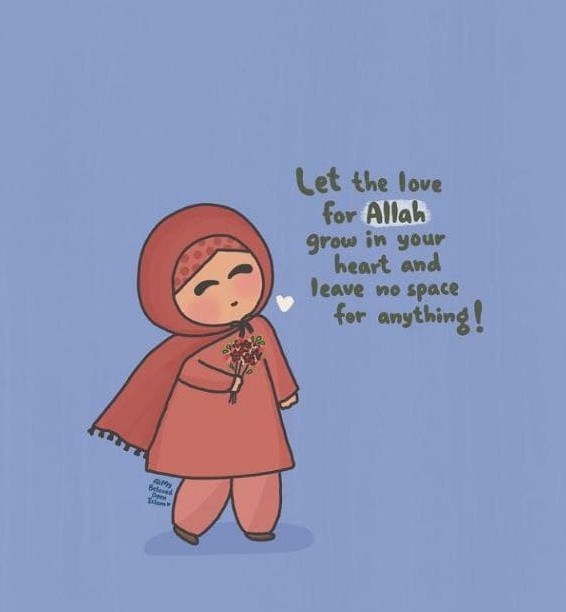 Let the love
for Allah
grow in your
heart and
leave no space
for anything!
@My
Beloved
Deen
Islam